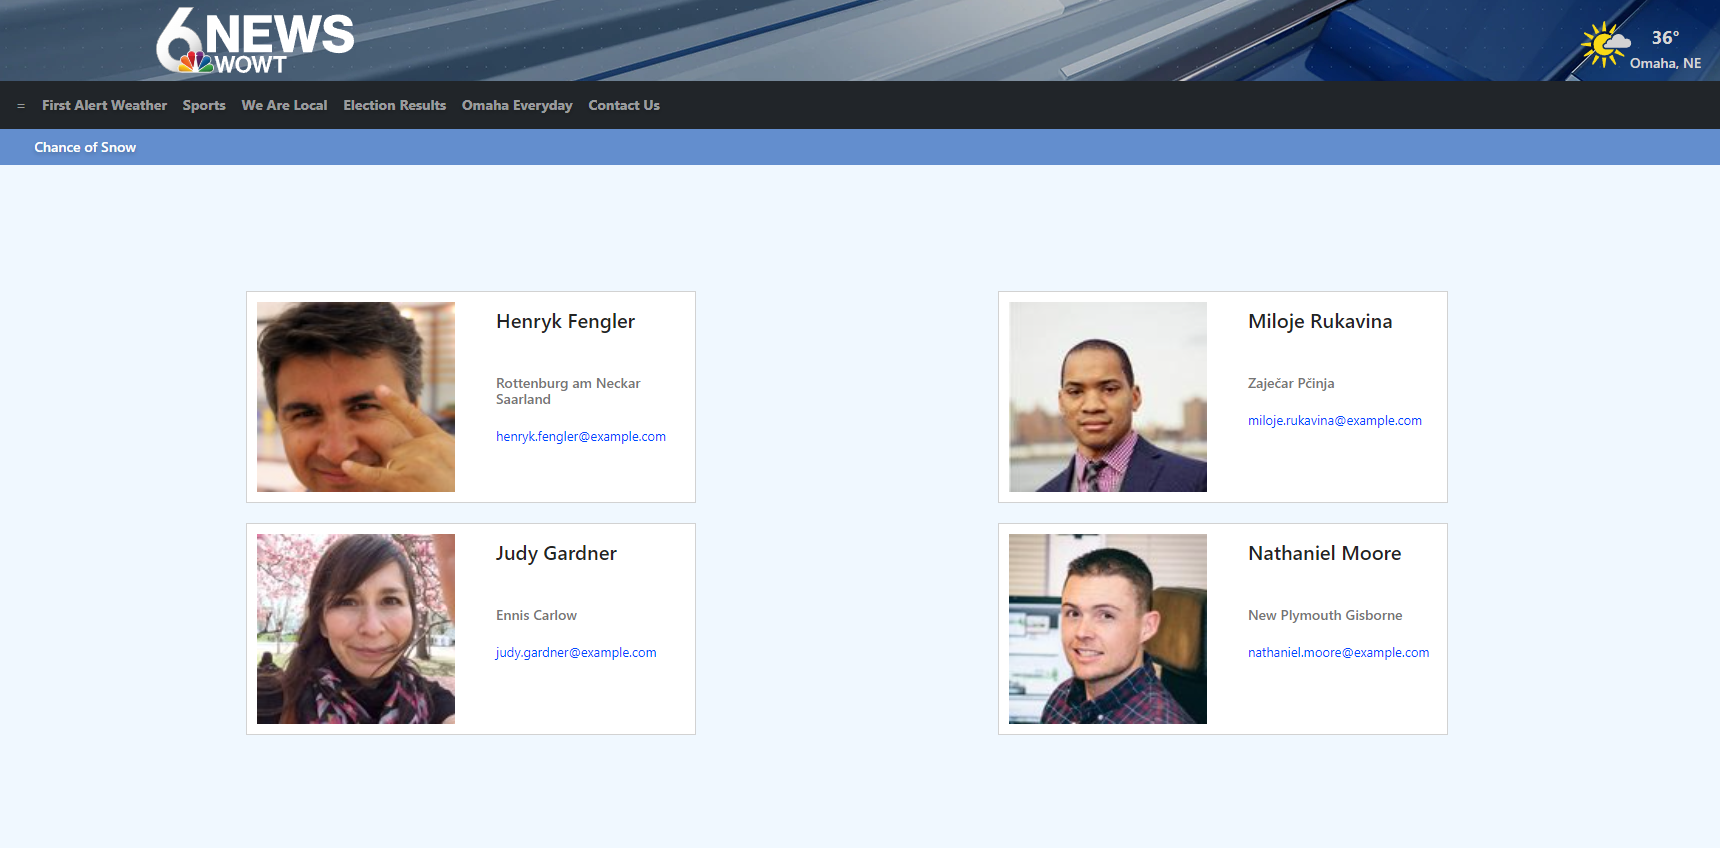 6 NEWS
WOWT
36°
Omaha, NE
= First Alert Weather Sports We Are Local Election Results Omaha Everyday Contact Us
Chance of Snow
Henryk Fengler
Rottenburg am Neckar
Saarland
henryk.fengler@example.com
Miloje Rukavina
Zaječar Pčinja
miloje.rukavina@example.com
Judy Gardner
Ennis Carlow
judy.gardner@example.com
Nathaniel Moore
New Plymouth Gisborne
nathaniel.moore@example.com